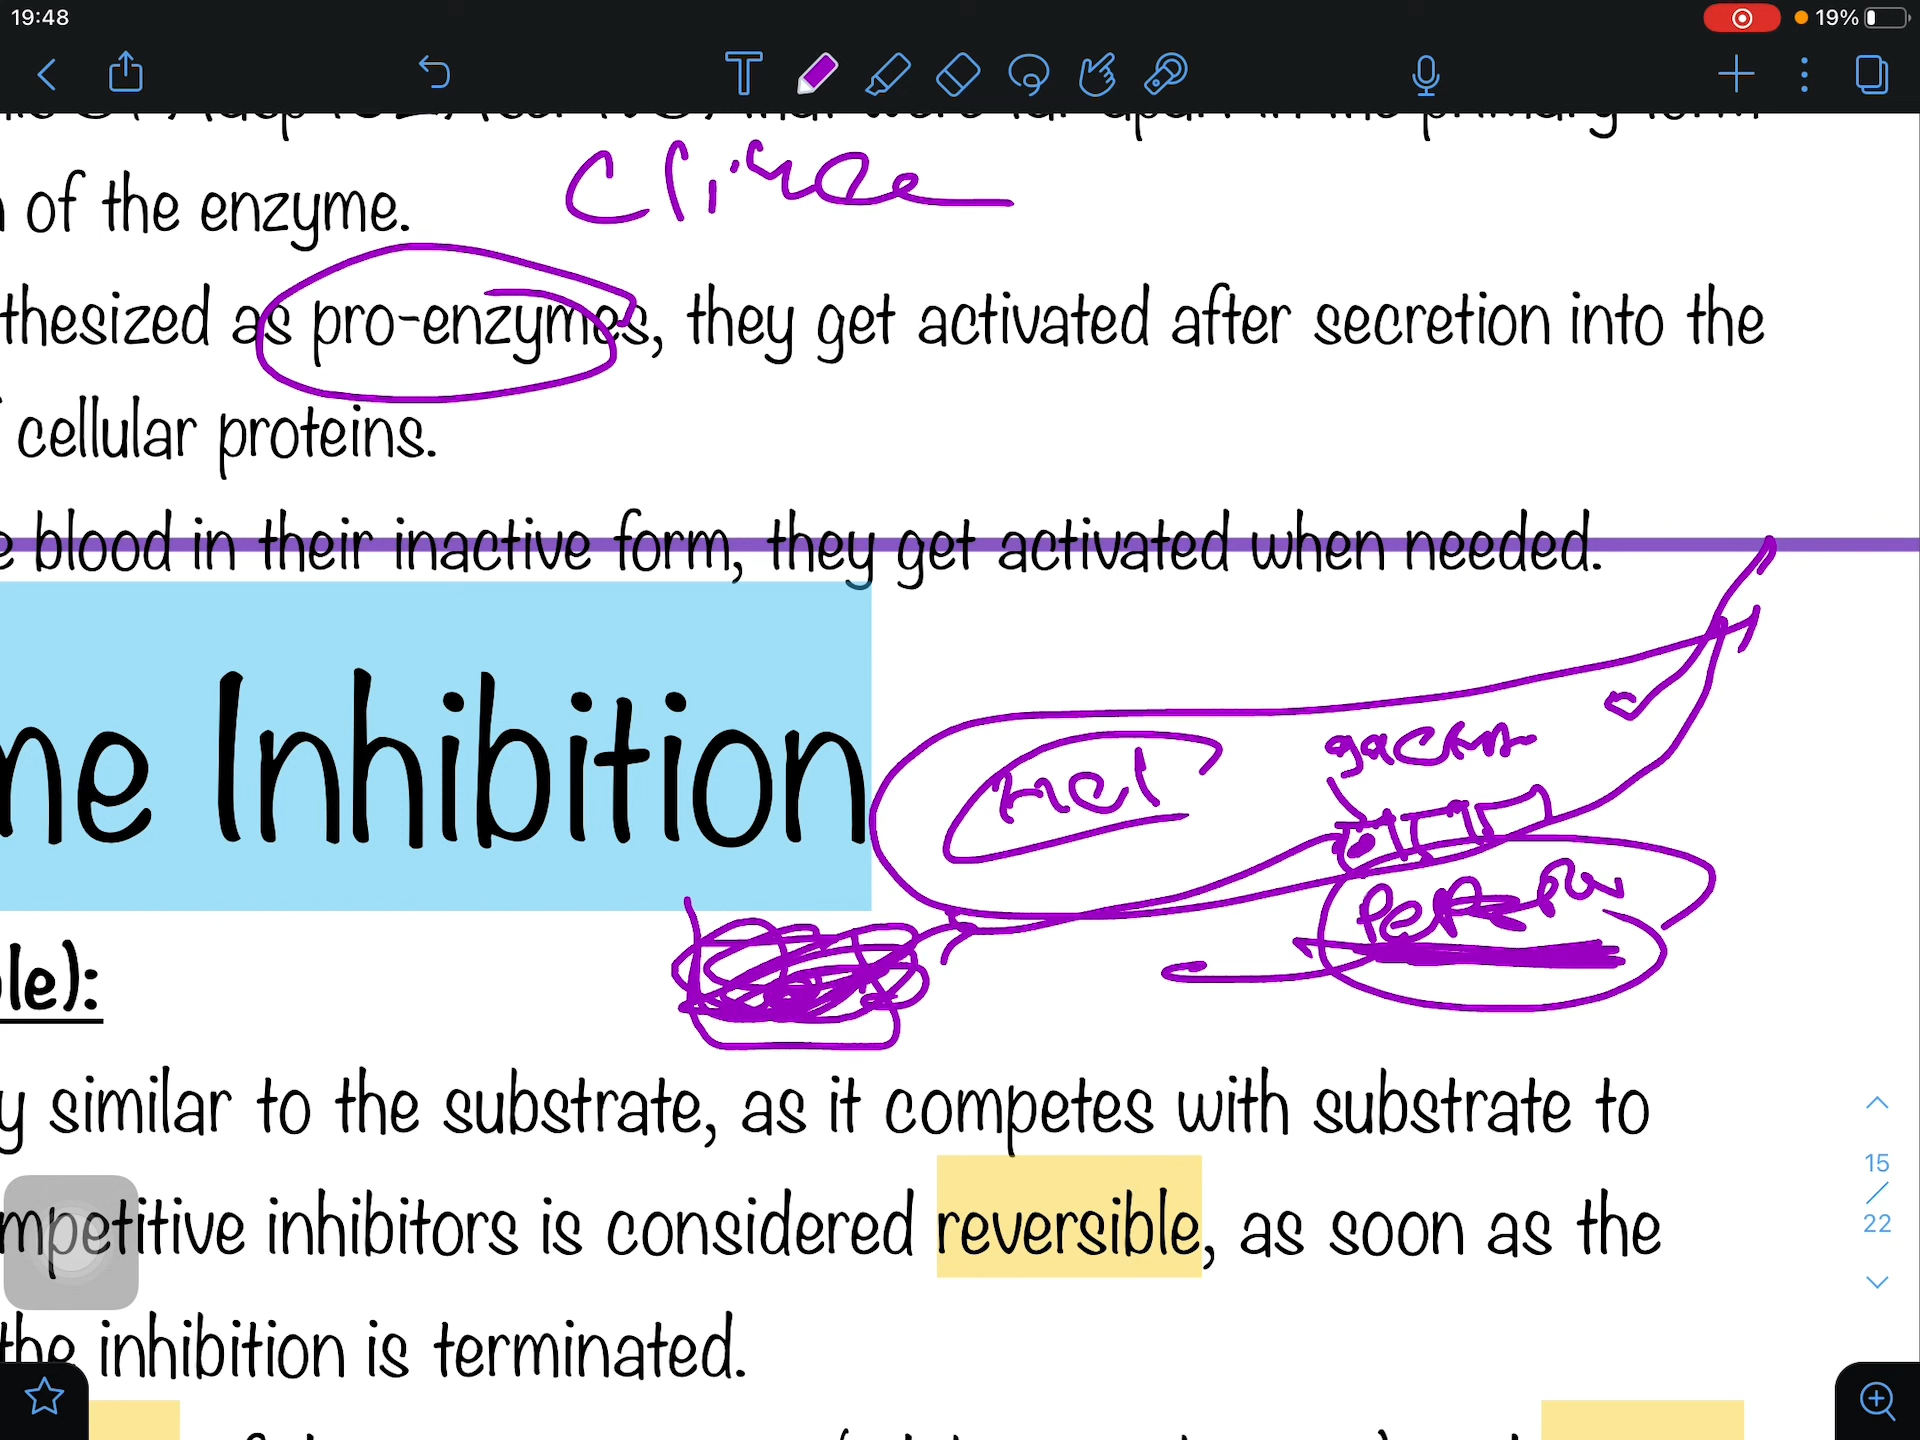 19:48
19%
of the enzyme.
thesized as pro-enzymes, they get activated after secretion into the
cellular proteins.
e blood in their inactive form, they get activated when needed.
me Inhibition
HCl
ble):
y similar to the substrate, as it competes with substrate to
15
mpetitive inhibitors is considered reversible, as soon as the
/
22
the inhibition is terminated.